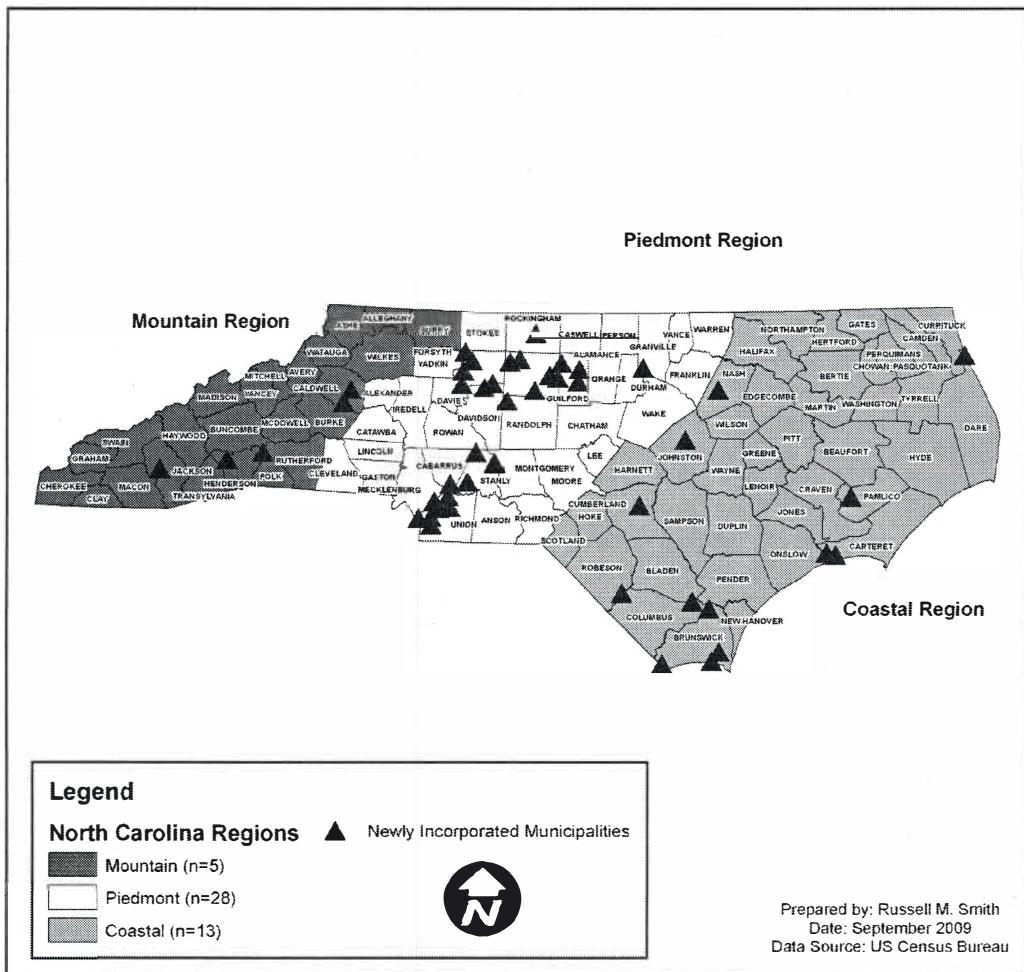 Piedmont Region
Mountain Region
ROCKINGHAM
ALLEGHANY
ASHE
SURRY
STOKES
CASWELL
PERSON
VANCE
WARREN
GRANVILLE
NORTHAMPTON
GATES
CURRITUCK
CAMDEN
HERTFORD
HALIFAX
PERQUIMANS
CHOWAN
PASQUOTANK
WATAUGA
WILKES
FORSYTH
YADKIN
ALAMANCE
ORANGE
DURHAM
FRANKLIN
NASH
BERTIE
MITCHELL
AVERY
CALDWELL
ALEXANDER
MADISON
YANCEY
IREDELL
DAVIES
GUILFORD
EDGECOMBE
MARTIN
WASHINGTON
TYRRELL
DARE
DAVIDSON
WAKE
BUNCOMBE
MCDOWELL
BURKE
CATAWBA
ROWAN
RANDOLPH
CHATHAM
WILSON
PITT
SWAIN
HAYWOOD
LINCOLN
LEE
JOHNSTON
GREENE
BEAUFORT
HYDE
GRAHAM
JACKSON
RUTHERFORD
CLEVELAND
GASTON
CABARRUS
STANLY
MONTGOMERY
MOORE
HARNETT
WAYNE
CHEROKEE
MACON
HENDERSON
POLK
CLAY
TRANSYLVANIA
MECKLENBURG
LENOIR
CRAVEN
PAMLICO
CUMBERLAND
HOKE
JONES
UNION
ANSON
RICHMOND
SAMPSON
DUPLIN
SCOTLAND
ONSLOW
CARTERET
ROBESON
BLADEN
PENDER
Coastal Region
COLUMBUS
NEW HANOVER
BRUNSWICK
Legend
North Carolina Regions
Newly Incorporated Municipalities
Mountain (n=5)
Piedmont (n=28)
Coastal (n=13)
N
Prepared by: Russell M. Smith
Date: September 2009
Data Source: US Census Bureau